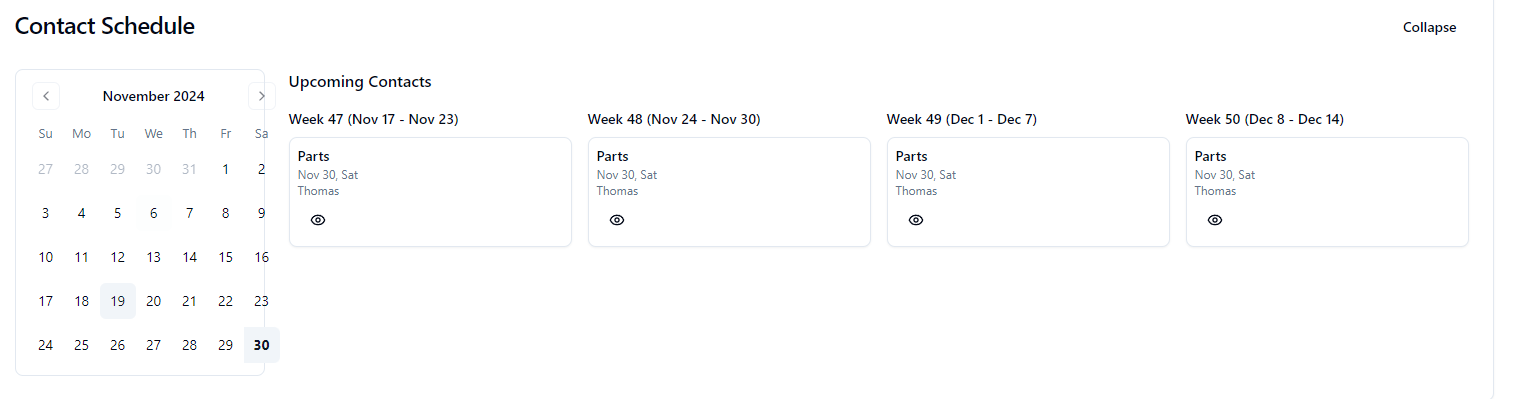 Contact Schedule
Collapse
November 2024
Su Mo Tu We Th Fr Sa
27 28 29 30 31 1 2
3 4 5 6 7 8 9
10 11 12 13 14 15 16
17 18 19 20 21 22 23
24 25 26 27 28 29 30
Upcoming Contacts
Week 47 (Nov 17 - Nov 23)
Parts
Nov 30, Sat
Thomas
Week 48 (Nov 24 - Nov 30)
Parts
Nov 30, Sat
Thomas
Week 49 (Dec 1 - Dec 7)
Parts
Nov 30, Sat
Thomas
Week 50 (Dec 8 - Dec 14)
Parts
Nov 30, Sat
Thomas